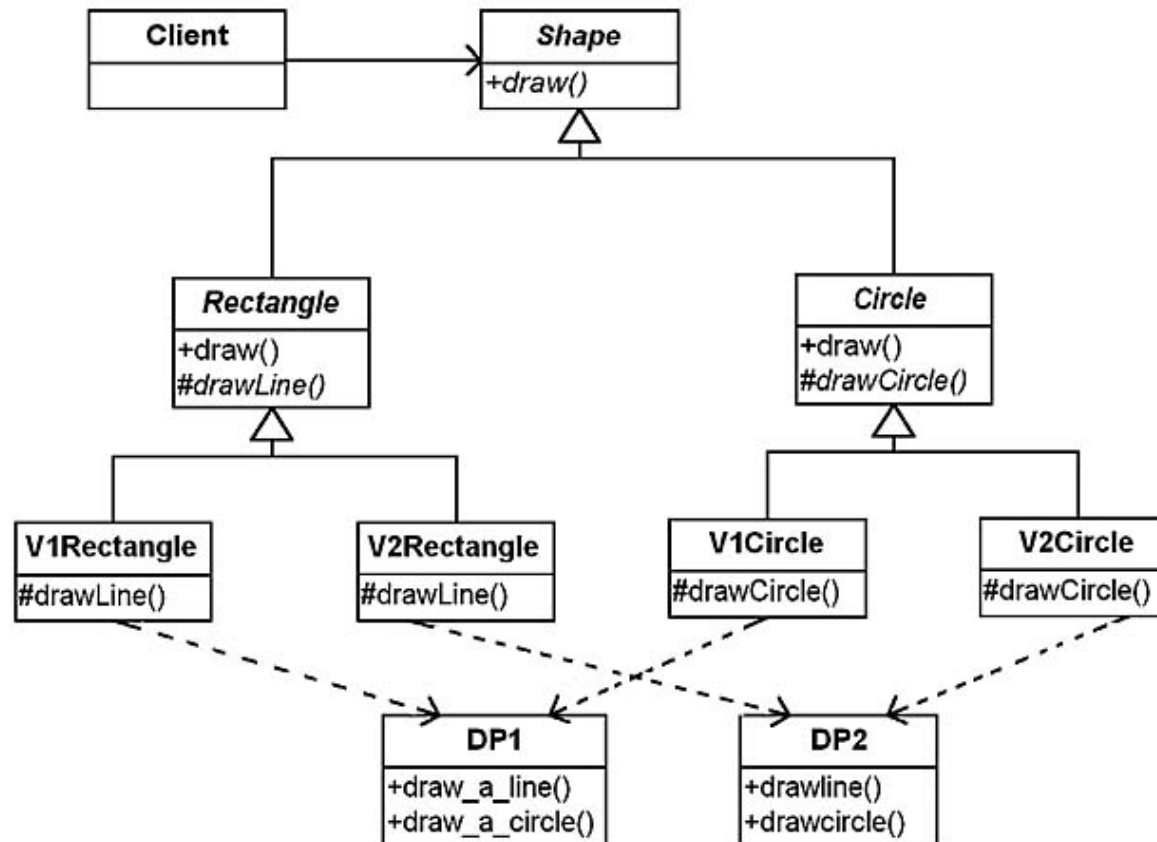 Client
Shape
+draw()
Rectangle
+draw()
#drawLine()
Circle
+draw()
#drawCircle()
V1Rectangle
#drawLine()
V2Rectangle
#drawLine()
V1Circle
#drawCircle()
V2Circle
#drawCircle()
DP1
+draw_a_line()
+draw_a_circle()
DP2
+drawline()
+drawcircle()